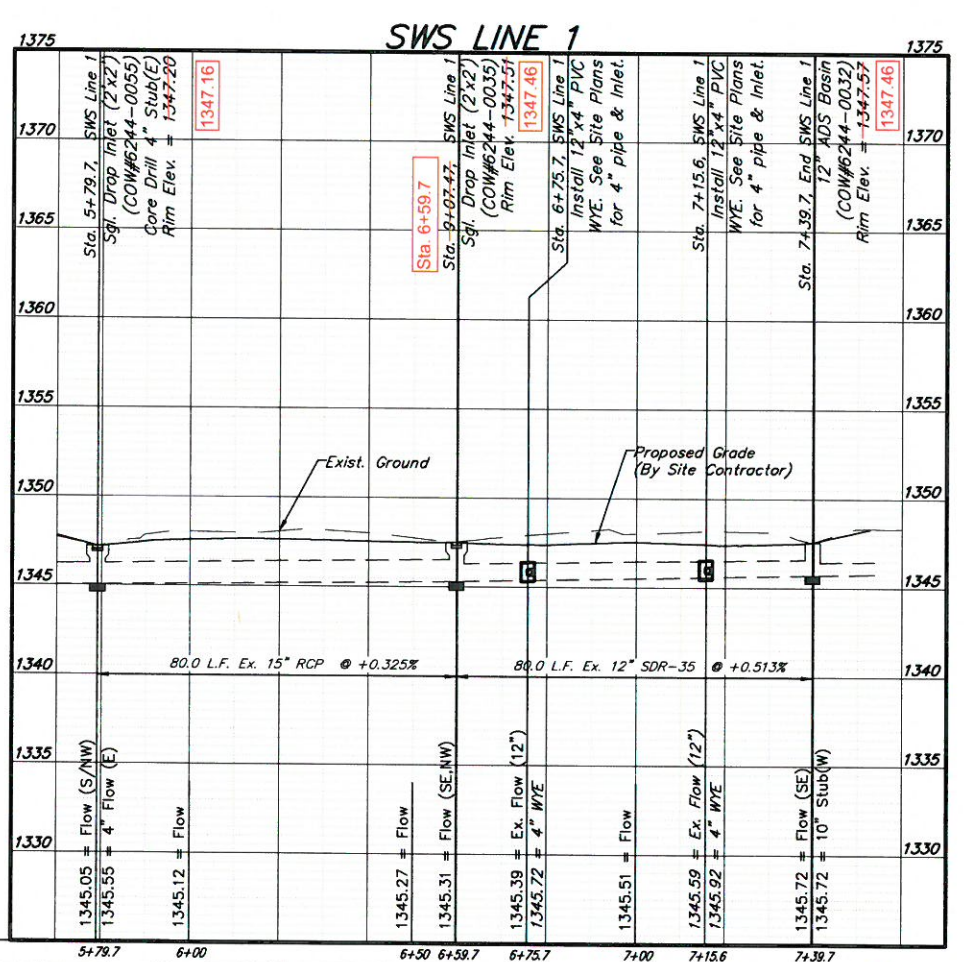 SWS LINE 1
1375
1375
1370
1370
1365
1365
1360
1360
1355
1355
1350
1350
1345
1345
1340
1340
1335
1335
1330
1330
Sta. 5+79.7, SWS Line 1
Sgl. Drop Inlet (2'x2')
(COW#6244-0055)
Core Drill 4" Stub(E)
Rim Elev. = 1347.20
1347.16
Sta. 6+59.7
Sta. 9+07.47, SWS Line 1
Sgl. Drop Inlet (2'x2')
(COW#6244-0035)
Rim Elev. 1347.51
1347.46
Sta. 6+75.7, SWS Line 1
Install 12"x4" PVC
WYE. See Site Plans
for 4" pipe & Inlet.
Sta. 7+15.6, SWS Line 1
Install 12"x4" PVC
WYE. See Site Plans
for 4" pipe & Inlet.
Sta. 7+39.7, End SWS Line 1
12" ADS Basin
(COW#6244-0032)
Rim Elev. = 1347.57
1347.46
Exist. Ground
Proposed Grade
(By Site Contractor)
80.0 L.F. Ex. 15" RCP @ +0.325%
80.0 L.F. Ex. 12" SDR-35 @ +0.513%
1345.05 = Flow (S/NW)
1345.55 = 4" Flow (E)
1345.12 = Flow
1345.27 = Flow
1345.31 = Flow (SE,NW)
1345.39 = Ex. Flow (12")
1345.72 = 4" WYE
1345.51 = Flow
1345.59 = Ex. Flow (12")
1345.92 = 4" WYE
1345.72 = Flow (SE)
1345.72 = 10" Stub(W)
5+79.7
6+00
6+50
6+59.7
6+75.7
7+00
7+15.6
7+39.7